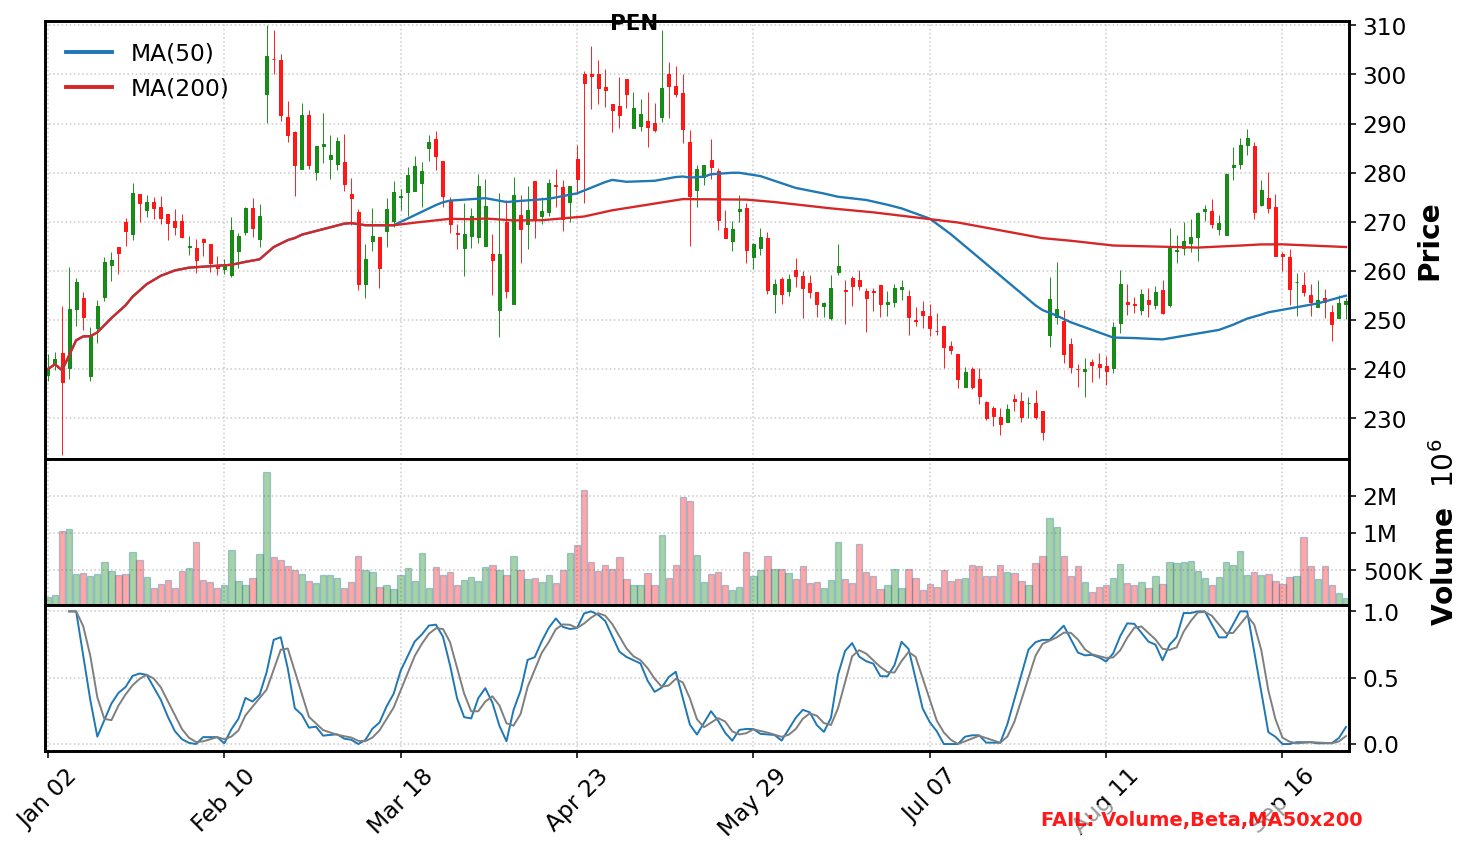 PEN
MA(50)
MA(200)
310
300
290
280
270
260
250
240
230
Price
2M
1M
500K
Volume 10^6
1.0
0.5
0.0
Jan 02
Feb 10
Mar 18
Apr 23
May 29
Jul 07
Aug 11
Sep 16
FAIL: Volume,Beta,MA50x200